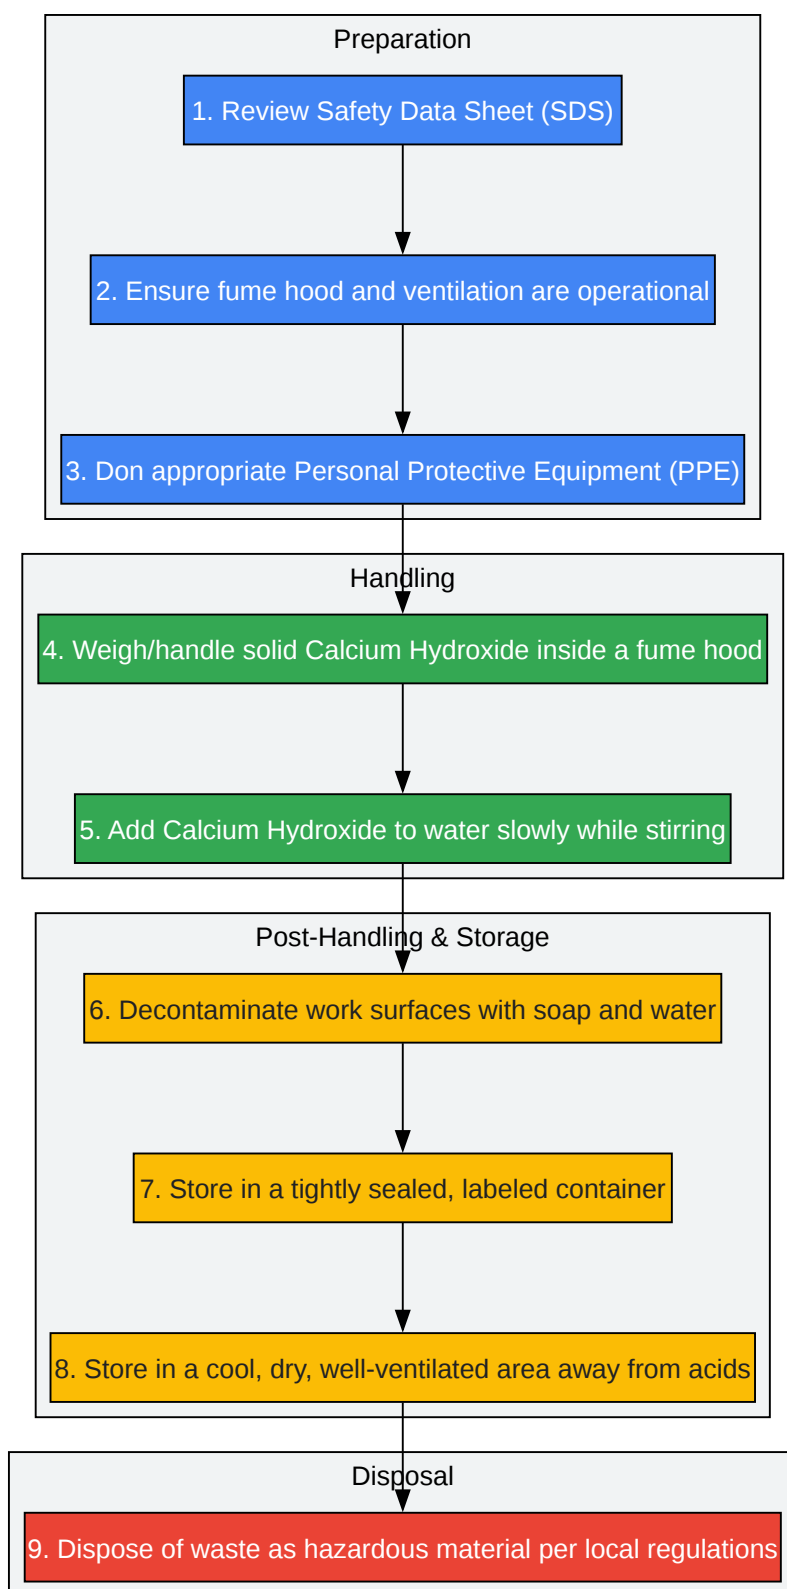 Preparation
1. Review Safety Data Sheet (SDS)
2. Ensure fume hood and ventilation are operational
3. Don appropriate Personal Protective Equipment (PPE)
Handling
4. Weigh/handle solid Calcium Hydroxide inside a fume hood
5. Add Calcium Hydroxide to water slowly while stirring
Post-Handling & Storage
6. Decontaminate work surfaces with soap and water
7. Store in a tightly sealed, labeled container
8. Store in a cool, dry, well-ventilated area away from acids
Disposal
9. Dispose of waste as hazardous material per local regulations